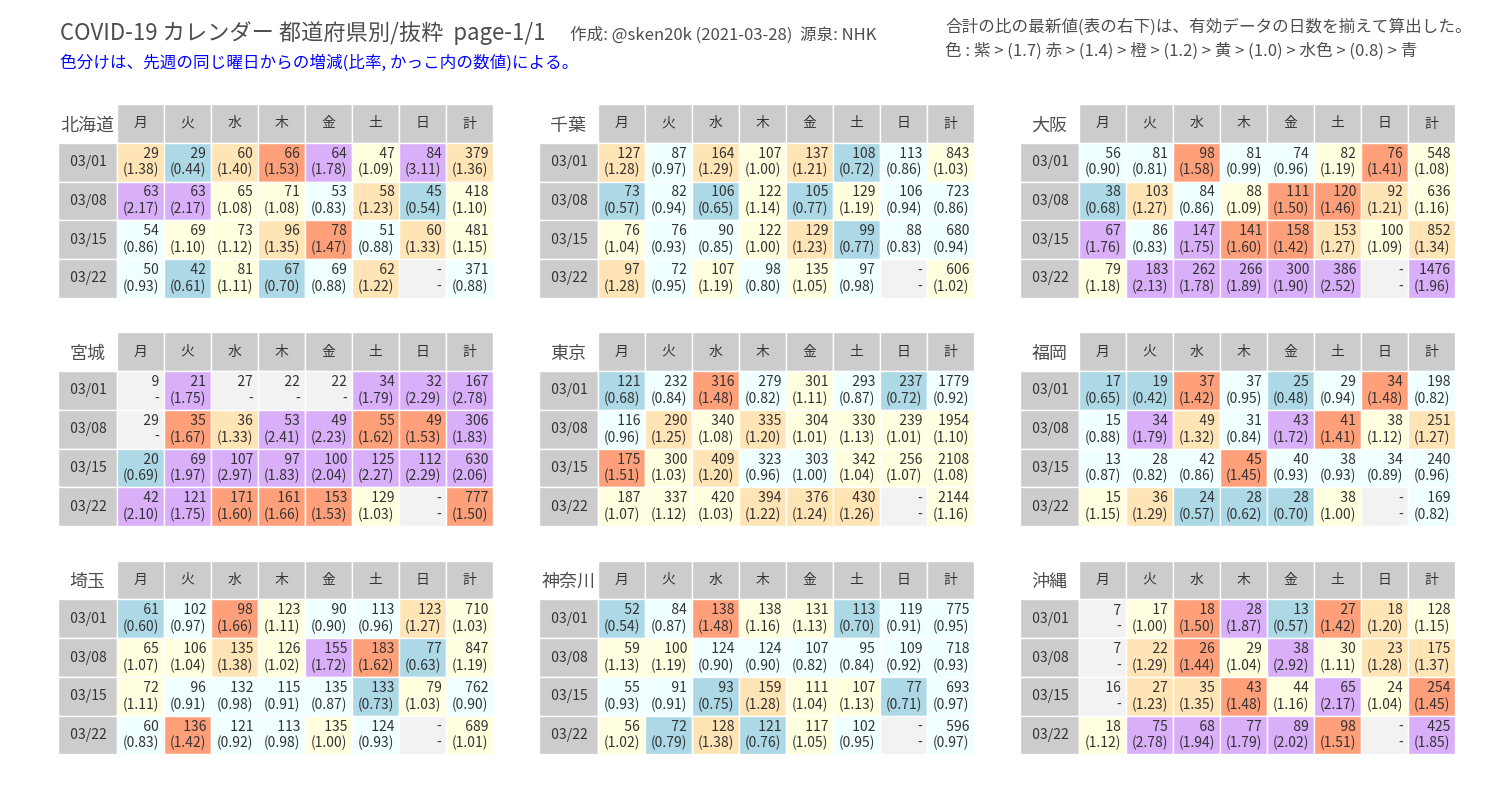 COVID-19 カレンダー 都道府県別/抜粋 page-1/1 作成: @sken20k (2021-03-28) 源泉: NHK
合計の比の最新値(表の右下)は、有効データの日数を揃えて算出した。
色分けは、先週の同じ曜日からの増減(比率, かっこ内の数値)による。
色 : 紫 > (1.7) 赤 > (1.4) > 橙 > (1.2) > 黄 > (1.0) > 水色 > (0.8) > 青
北海道 月 火 水 木 金 土 日 計
03/01 29 29 60 66 64 47 84 379
(1.38) (0.44) (1.40) (1.53) (1.78) (1.09) (3.11) (1.36)
03/08 63 63 65 71 53 58 45 418
(2.17) (2.17) (1.08) (1.08) (0.83) (1.23) (0.54) (1.10)
03/15 54 69 73 96 78 51 60 481
(0.86) (1.10) (1.12) (1.35) (1.47) (0.88) (1.33) (1.15)
03/22 50 42 81 67 69 62 - 371
(0.93) (0.61) (1.11) (0.70) (0.88) (1.22) - (0.88)
千葉 月 火 水 木 金 土 日 計
03/01 127 87 164 107 137 108 113 843
(1.28) (0.97) (1.29) (1.00) (1.21) (0.72) (0.86) (1.03)
03/08 73 82 106 122 105 129 106 723
(0.57) (0.94) (0.65) (1.14) (0.77) (1.19) (0.94) (0.86)
03/15 76 76 90 122 129 99 88 680
(1.04) (0.93) (0.85) (1.00) (1.23) (0.77) (0.83) (0.94)
03/22 97 72 107 98 135 97 - 606
(1.28) (0.95) (1.19) (0.80) (1.05) (0.98) - (1.02)
大阪 月 火 水 木 金 土 日 計
03/01 56 81 98 81 74 82 76 548
(0.90) (0.81) (1.58) (0.99) (0.96) (1.19) (1.41) (1.08)
03/08 38 103 84 88 111 120 92 636
(0.68) (1.27) (0.86) (1.09) (1.50) (1.46) (1.21) (1.16)
03/15 67 86 147 141 158 153 100 852
(1.76) (0.83) (1.75) (1.60) (1.42) (1.27) (1.09) (1.34)
03/22 79 183 262 266 300 386 - 1476
(1.18) (2.13) (1.78) (1.89) (1.90) (2.52) - (1.96)
宮城 月 火 水 木 金 土 日 計
03/01 9 21 27 22 22 34 32 167
- (1.75) - - - (1.79) (2.29) (2.78)
03/08 29 35 36 53 49 55 49 306
- (1.67) (1.33) (2.41) (2.23) (1.62) (1.53) (1.83)
03/15 20 69 107 97 100 125 112 630
(0.69) (1.97) (2.97) (1.83) (2.04) (2.27) (2.29) (2.06)
03/22 42 121 171 161 153 129 - 777
(2.10) (1.75) (1.60) (1.66) (1.53) (1.03) - (1.50)
東京 月 火 水 木 金 土 日 計
03/01 121 232 316 279 301 293 237 1779
(0.68) (0.84) (1.48) (0.82) (1.11) (0.87) (0.72) (0.92)
03/08 116 290 340 335 304 330 239 1954
(0.96) (1.25) (1.08) (1.20) (1.01) (1.13) (1.01) (1.10)
03/15 175 300 409 323 303 342 256 2108
(1.51) (1.03) (1.20) (0.96) (1.00) (1.04) (1.07) (1.08)
03/22 187 337 420 394 376 430 - 2144
(1.07) (1.12) (1.03) (1.22) (1.24) (1.26) - (1.16)
福岡 月 火 水 木 金 土 日 計
03/01 17 19 37 37 25 29 34 198
(0.65) (0.42) (1.42) (0.95) (0.48) (0.94) (1.48) (0.82)
03/08 15 34 49 31 43 41 38 251
(0.88) (1.79) (1.32) (0.84) (1.72) (1.41) (1.12) (1.27)
03/15 13 28 42 45 40 38 34 240
(0.87) (0.82) (0.86) (1.45) (0.93) (0.93) (0.89) (0.96)
03/22 15 36 24 28 28 38 - 169
(1.15) (1.29) (0.57) (0.62) (0.70) (1.00) - (0.82)
埼玉 月 火 水 木 金 土 日 計
03/01 61 102 98 123 90 113 123 710
(0.60) (0.97) (1.66) (1.11) (0.90) (0.96) (1.27) (1.03)
03/08 65 106 135 126 155 183 77 847
(1.07) (1.04) (1.38) (1.02) (1.72) (1.62) (0.63) (1.19)
03/15 72 96 132 115 135 133 79 762
(1.11) (0.91) (0.98) (0.91) (0.87) (0.73) (1.03) (0.90)
03/22 60 136 121 113 135 124 - 689
(0.83) (1.42) (0.92) (0.98) (1.00) (0.93) - (1.01)
神奈川 月 火 水 木 金 土 日 計
03/01 52 84 138 138 131 113 119 775
(0.54) (0.87) (1.48) (1.16) (1.13) (0.70) (0.91) (0.95)
03/08 59 100 124 124 107 95 109 718
(1.13) (1.19) (0.90) (0.90) (0.82) (0.84) (0.92) (0.93)
03/15 55 91 93 159 111 107 77 693
(0.93) (0.91) (0.75) (1.28) (1.04) (1.13) (0.71) (0.97)
03/22 56 72 128 121 117 102 - 596
(1.02) (0.79) (1.38) (0.76) (1.05) (0.95) - (0.97)
沖縄 月 火 水 木 金 土 日 計
03/01 7 17 18 28 13 27 18 128
- (1.00) (1.50) (1.87) (0.57) (1.42) (1.20) (1.15)
03/08 7 22 26 29 38 30 23 175
- (1.29) (1.44) (1.04) (2.92) (1.11) (1.28) (1.37)
03/15 16 27 35 43 44 65 24 254
- (1.23) (1.35) (1.48) (1.16) (2.17) (1.04) (1.45)
03/22 18 75 68 77 89 98 - 425
(1.12) (2.78) (1.94) (1.79) (2.02) (1.51) - (1.85)